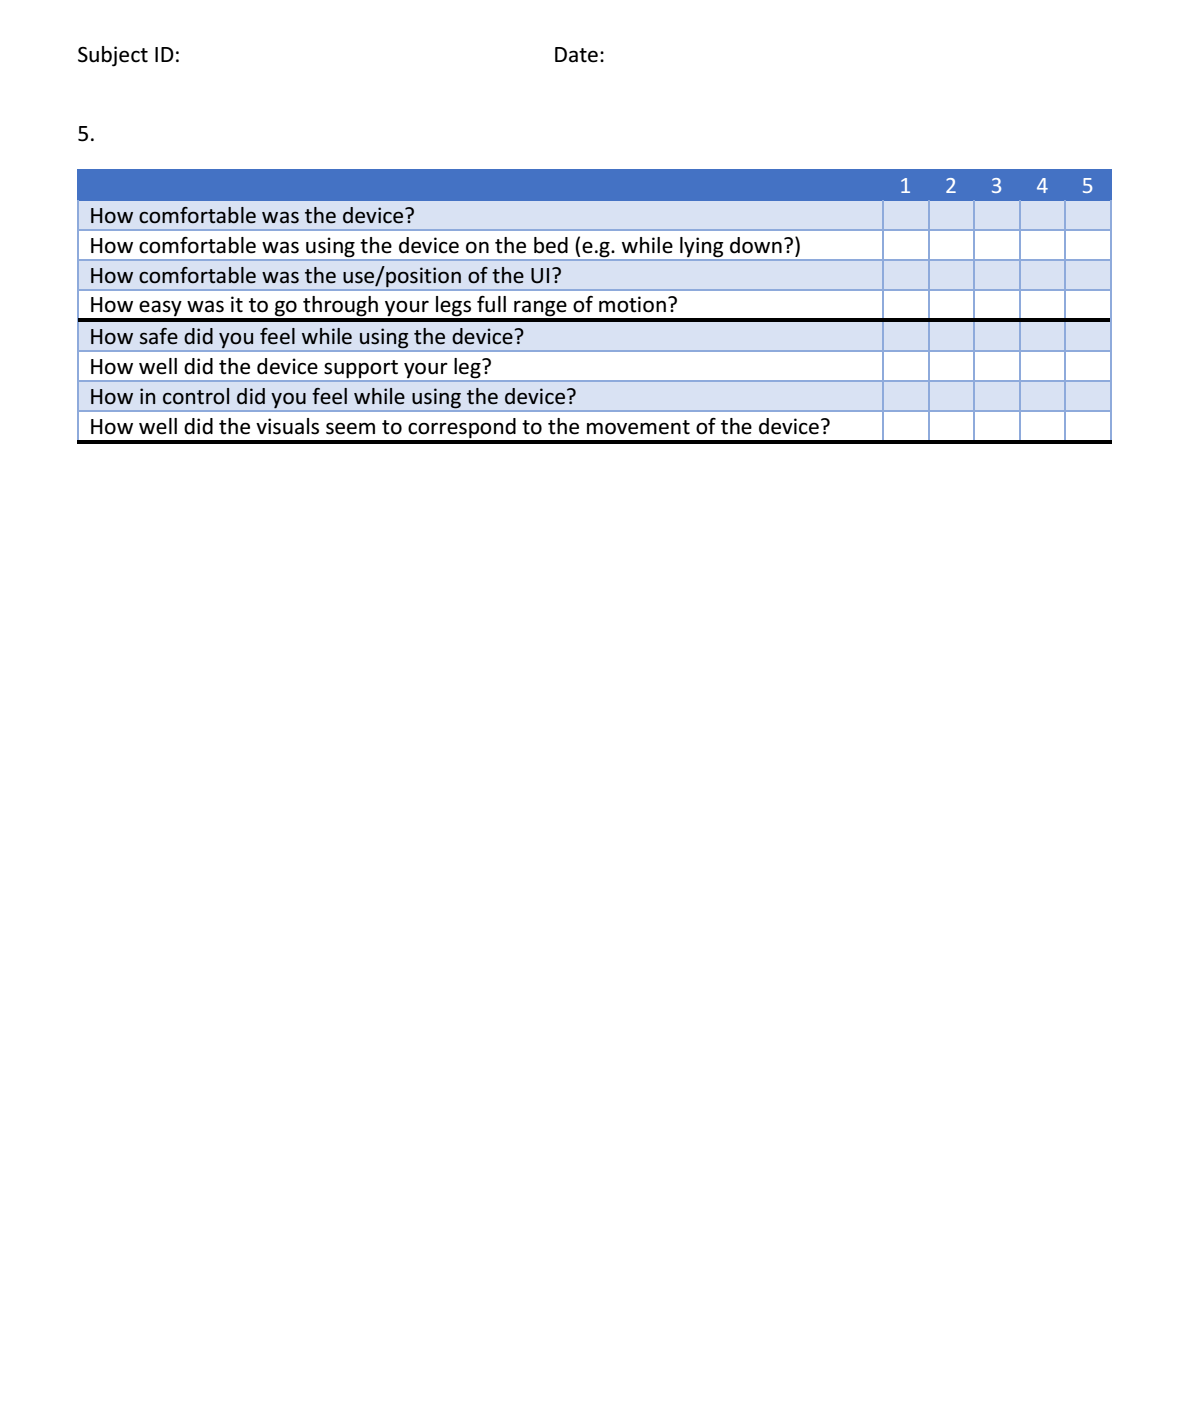 Subject ID: Date:
5.
1 2 3 4 5
How comfortable was the device?
How comfortable was using the device on the bed (e.g. while lying down?)
How comfortable was the use/position of the UI?
How easy was it to go through your legs full range of motion?
How safe did you feel while using the device?
How well did the device support your leg?
How in control did you feel while using the device?
How well did the visuals seem to correspond to the movement of the device?